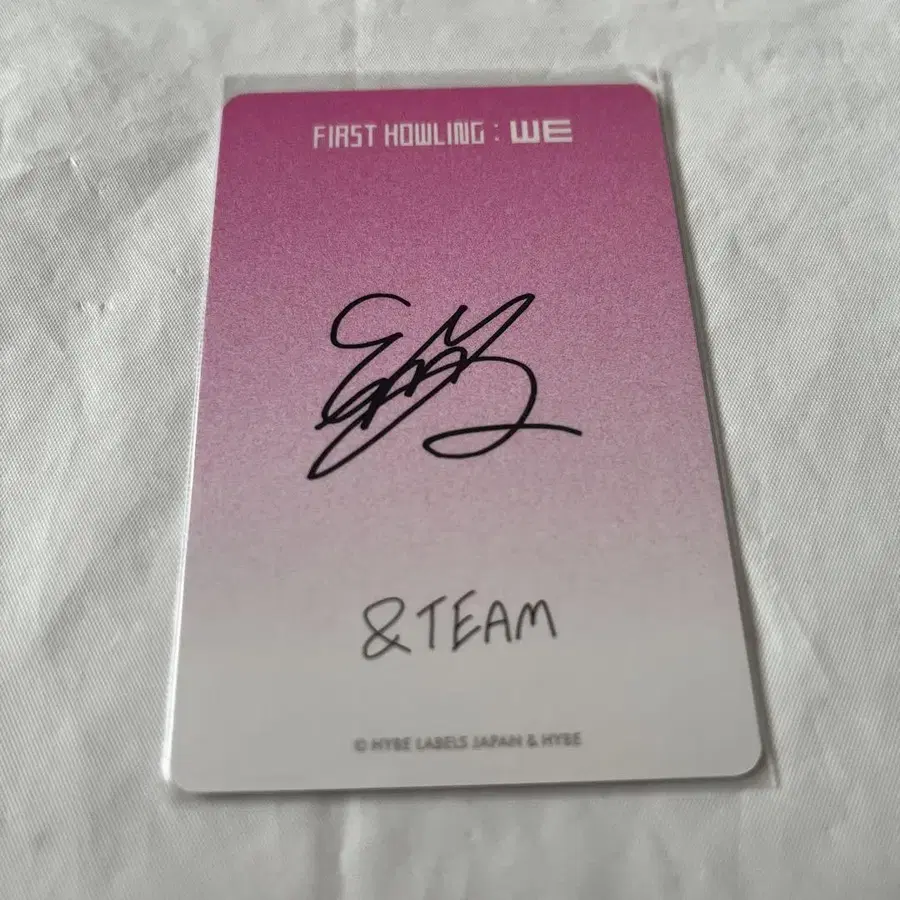 FIRST HOWLING : WE
&TEAM
© HYBE LABELS JAPAN & HYBE